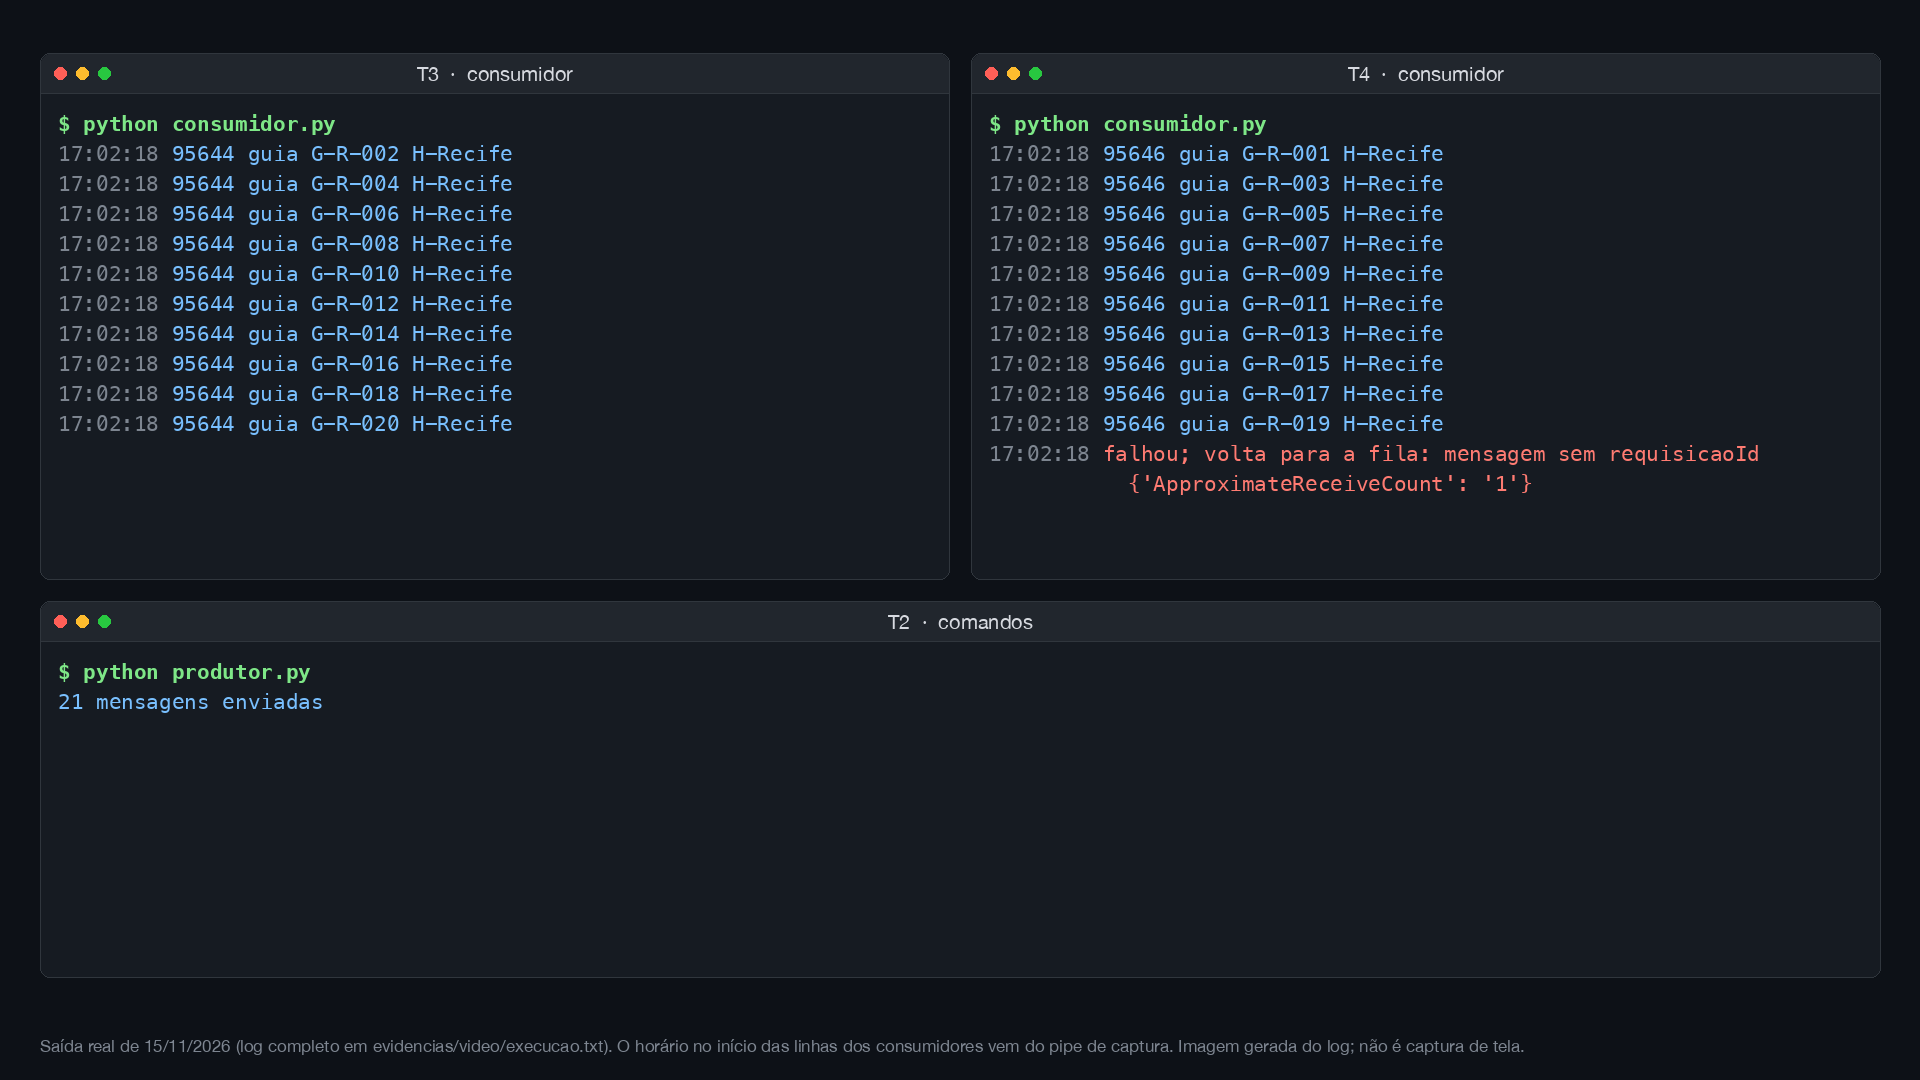 T3 · consumidor
$ python consumidor.py
17:02:18 95644 guia G-R-002 H-Recife
17:02:18 95644 guia G-R-004 H-Recife
17:02:18 95644 guia G-R-006 H-Recife
17:02:18 95644 guia G-R-008 H-Recife
17:02:18 95644 guia G-R-010 H-Recife
17:02:18 95644 guia G-R-012 H-Recife
17:02:18 95644 guia G-R-014 H-Recife
17:02:18 95644 guia G-R-016 H-Recife
17:02:18 95644 guia G-R-018 H-Recife
17:02:18 95644 guia G-R-020 H-Recife
T4 · consumidor
$ python consumidor.py
17:02:18 95646 guia G-R-001 H-Recife
17:02:18 95646 guia G-R-003 H-Recife
17:02:18 95646 guia G-R-005 H-Recife
17:02:18 95646 guia G-R-007 H-Recife
17:02:18 95646 guia G-R-009 H-Recife
17:02:18 95646 guia G-R-011 H-Recife
17:02:18 95646 guia G-R-013 H-Recife
17:02:18 95646 guia G-R-015 H-Recife
17:02:18 95646 guia G-R-017 H-Recife
17:02:18 95646 guia G-R-019 H-Recife
17:02:18 falhou; volta para a fila: mensagem sem requisicaoId
{'ApproximateReceiveCount': '1'}
T2 · comandos
$ python produtor.py
21 mensagens enviadas
Saída real de 15/11/2026 (log completo em evidencias/video/execucao.txt). O horário no início das linhas dos consumidores vem do pipe de captura. Imagem gerada do log; não é captura de tela.